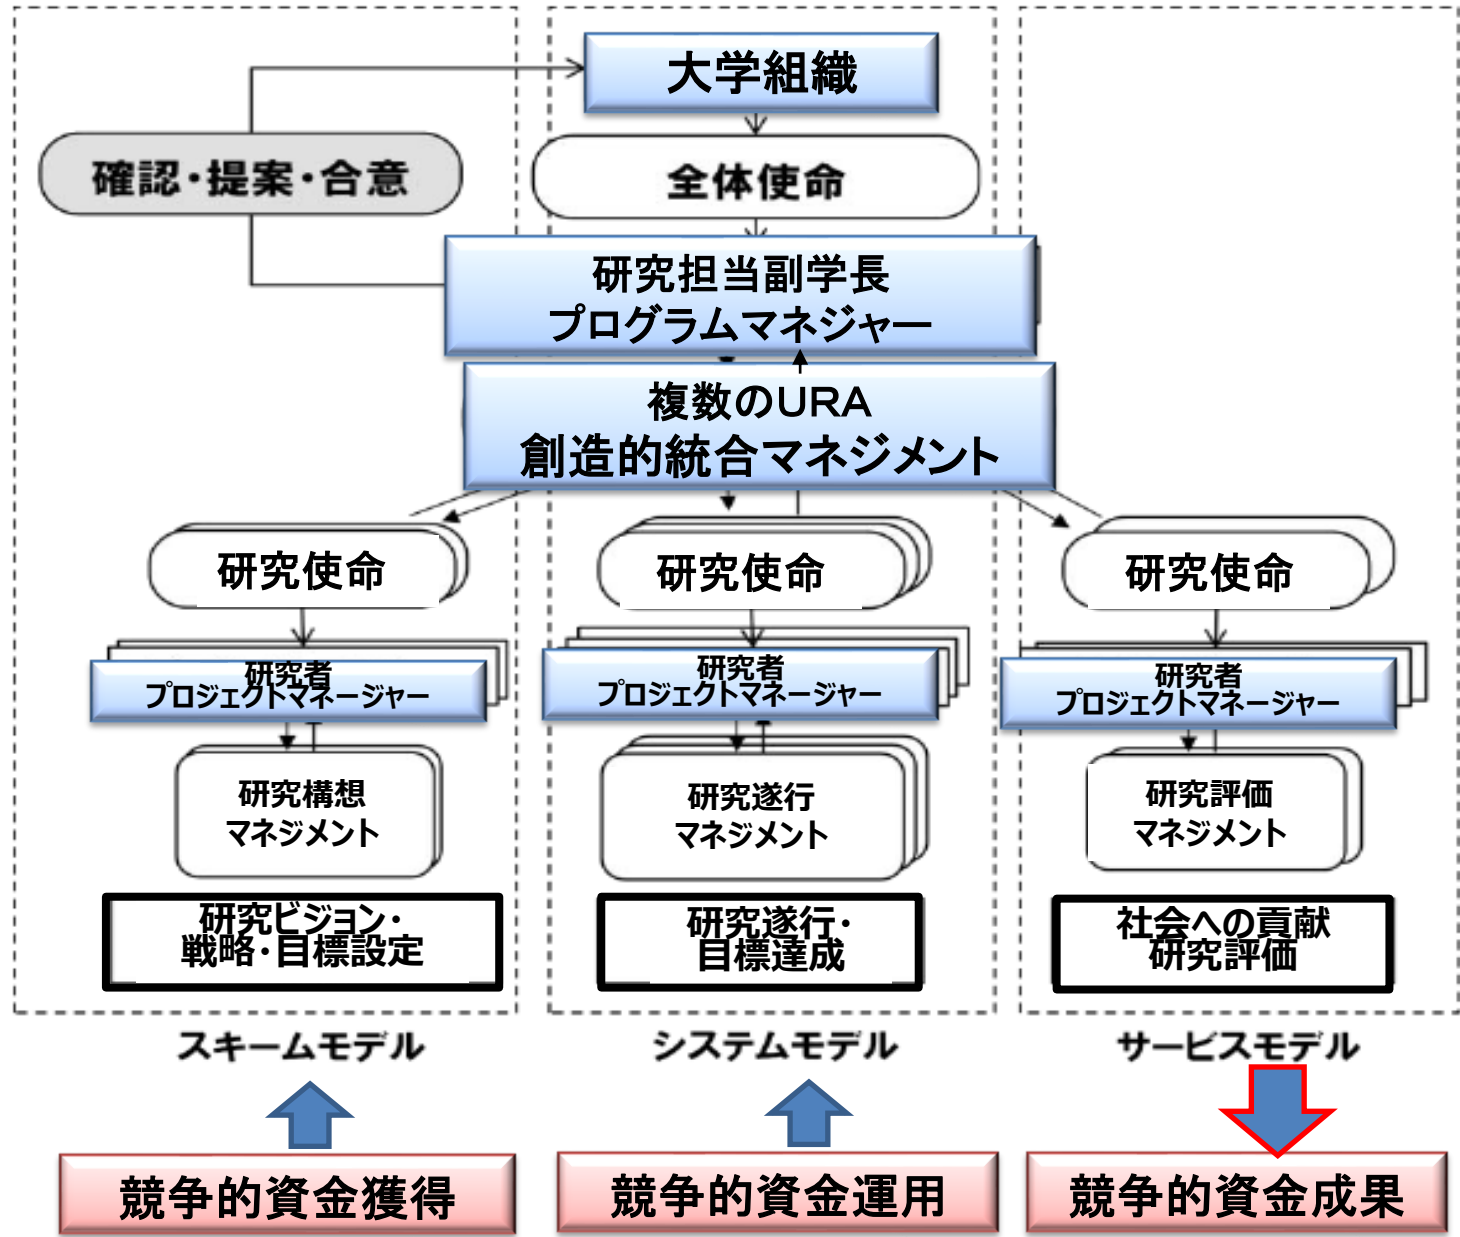 大学組織
確認・提案・合意
全体使命
研究担当副学長
プログラムマネジャー
複数のURA
創造的統合マネジメント
研究使命
研究使命
研究使命
研究者
プロジェクトマネージャー
研究者
プロジェクトマネージャー
研究者
プロジェクトマネージャー
研究構想
マネジメント
研究遂行
マネジメント
研究評価
マネジメント
研究ビジョン・
戦略・目標設定
研究遂行・
目標達成
社会への貢献
研究評価
スキームモデル
システムモデル
サービスモデル
競争的資金獲得
競争的資金運用
競争的資金成果